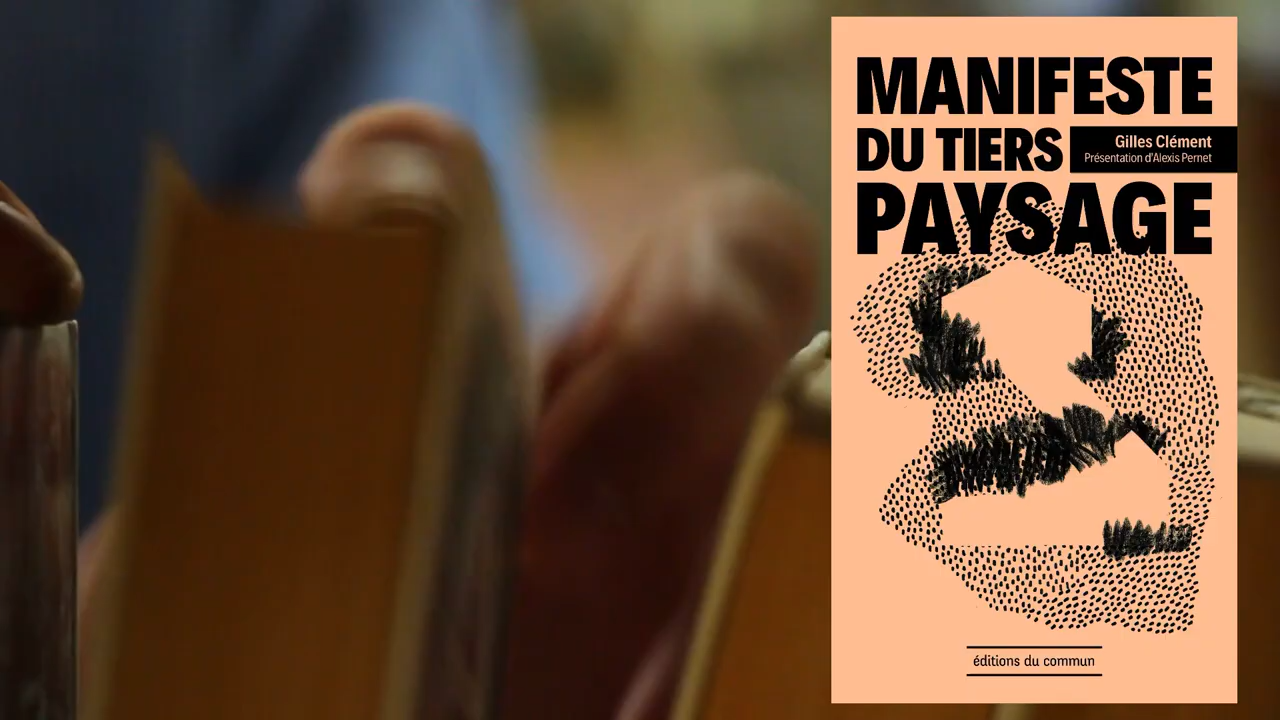 MANIFESTE
DU TIERS
Gilles Clément
Présentation d'Alexis Pernet
PAYSAGE
éditions du commun